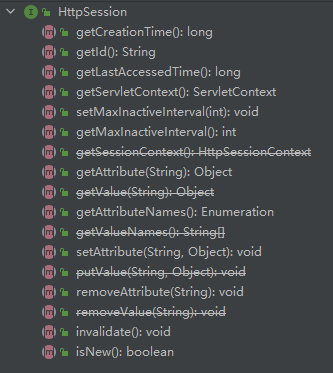 HttpSession
getCreationTime(): long
getId(): String
getLastAccessedTime(): long
getServletContext(): ServletContext
setMaxInactiveInterval(int): void
getMaxInactiveInterval(): int
getSessionContext(): HttpSessionContext
getAttribute(String): Object
getValue(String): Object
getAttributeNames(): Enumeration
getValueNames(): String[]
setAttribute(String, Object): void
putValue(String, Object): void
removeAttribute(String): void
removeValue(String): void
invalidate(): void
isNew(): boolean